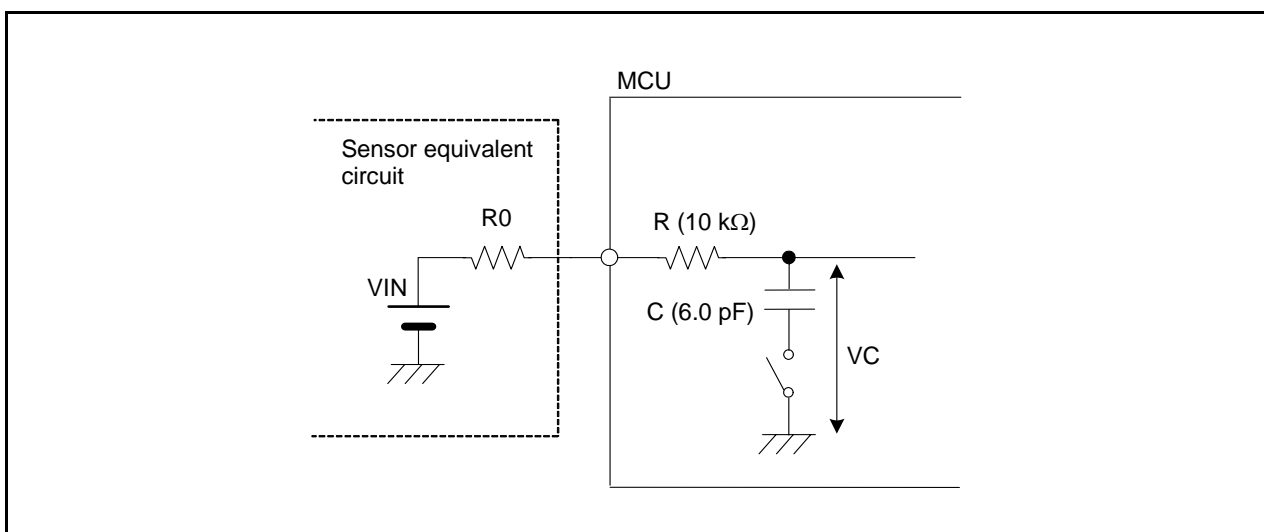 MCU
Sensor equivalent
circuit
R0
R (10 kΩ)
VIN
C (6.0 pF)
VC